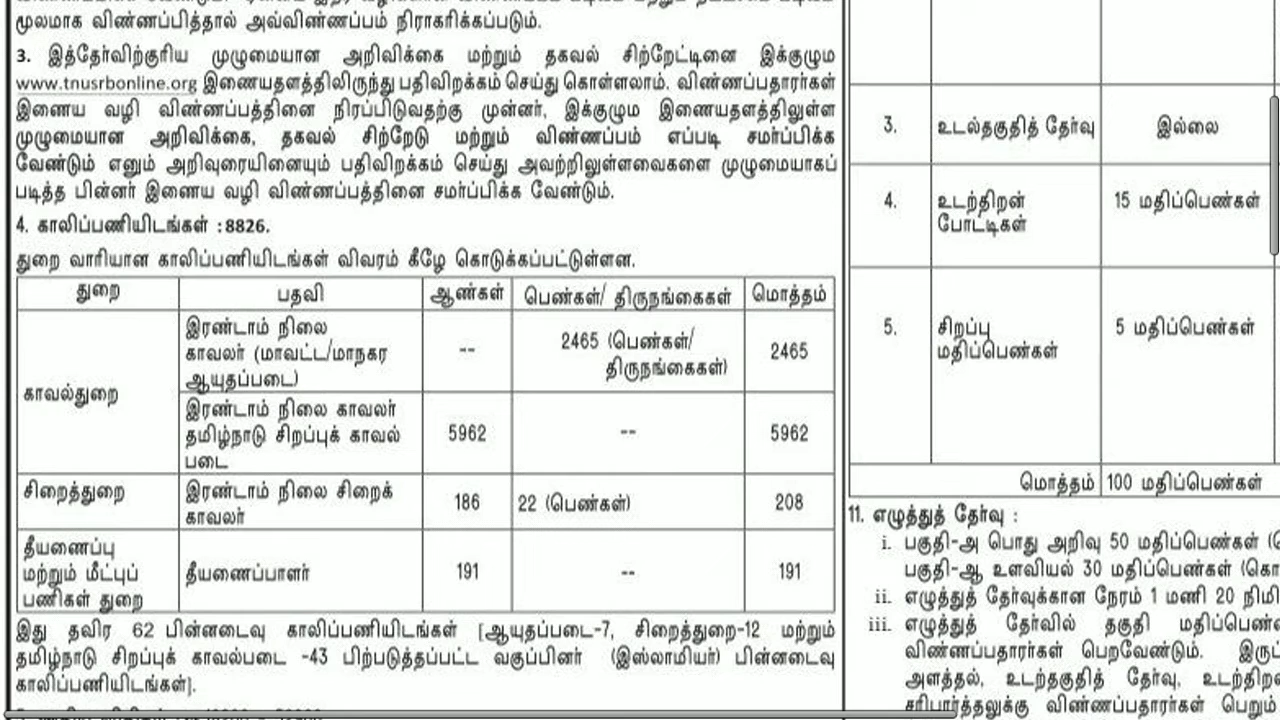 மூலமாக விண்ணப்பித்தால் அவ்விண்ணப்பம் நிராகரிக்கப்படும்.
3. இத்தேர்விற்குரிய முழுமையான அறிவிக்கை மற்றும் தகவல் சிற்றேட்டினை இக்குழும
www.tnusrbonline.org இணையதளத்திலிருந்து பதிவிறக்கம் செய்து கொள்ளலாம். விண்ணப்பதாரர்கள்
இணைய வழி விண்ணப்பத்தினை நிரப்பிடுவதற்கு முன்னர், இக்குழும இணையதளத்திலுள்ள
முழுமையான அறிவிக்கை, தகவல் சிற்றேடு மற்றும் விண்ணப்பம் எப்படி சமர்ப்பிக்க
வேண்டும் எனும் அறிவுரையினையும் பதிவிறக்கம் செய்து அவற்றிலுள்ளவைகளை முழுமையாகப்
படித்த பின்னர் இணைய வழி விண்ணப்பத்தினை சமர்ப்பிக்க வேண்டும்.
4. காலிப்பணியிடங்கள் :8826.
துறை வாரியான காலிப்பணியிடங்கள் விவரம் கீழே கொடுக்கப்பட்டுள்ளன.
துறை பதவி ஆண்கள் பெண்கள்/ திருநங்கைகள் மொத்தம்
காவல்துறை
இரண்டாம் நிலை
காவலர் (மாவட்ட/மாநகர
ஆயுதப்படை)
--
2465 (பெண்கள்/
திருநங்கைகள்)
2465
இரண்டாம் நிலை காவலர்
தமிழ்நாடு சிறப்புக் காவல்
படை
5962
--
5962
சிறைத்துறை
இரண்டாம் நிலை சிறைக்
காவலர்
186
22 (பெண்கள்)
208
தீயணைப்பு
மற்றும் மீட்புப்
பணிகள் துறை
தீயணைப்பாளர்
191
--
191
இது தவிர 62 பின்னடைவு காலிப்பணியிடங்கள் [ஆயுதப்படை-7, சிறைத்துறை-12 மற்றும்
தமிழ்நாடு சிறப்புக் காவல்படை -43 பிற்படுத்தப்பட்ட வகுப்பினர் (இஸ்லாமியர்) பின்னடைவு
காலிப்பணியிடங்கள்].
3. உடல்தகுதித் தேர்வு இல்லை
4. உடற்திறன் 15 மதிப்பெண்கள்
போட்டிகள்
5. சிறப்பு 5 மதிப்பெண்கள்
மதிப்பெண்கள்
மொத்தம் 100 மதிப்பெண்கள்
11. எழுத்துத் தேர்வு :
i. பகுதி-அ பொது அறிவு 50 மதிப்பெண்கள்
பகுதி-ஆ உளவியல் 30 மதிப்பெண்கள்
ii. எழுத்துத் தேர்வுக்கான நேரம் 1 மணி 20
iii. எழுத்துத் தேர்வில் தகுதி
விண்ணப்பதாரர்கள் பெறவேண்டும்.
அளத்தல், உடற்தகுதித் தேர்வு,
சரிபார்த்தலுக்கு விண்ணப்பதாரர்கள் பெறும்